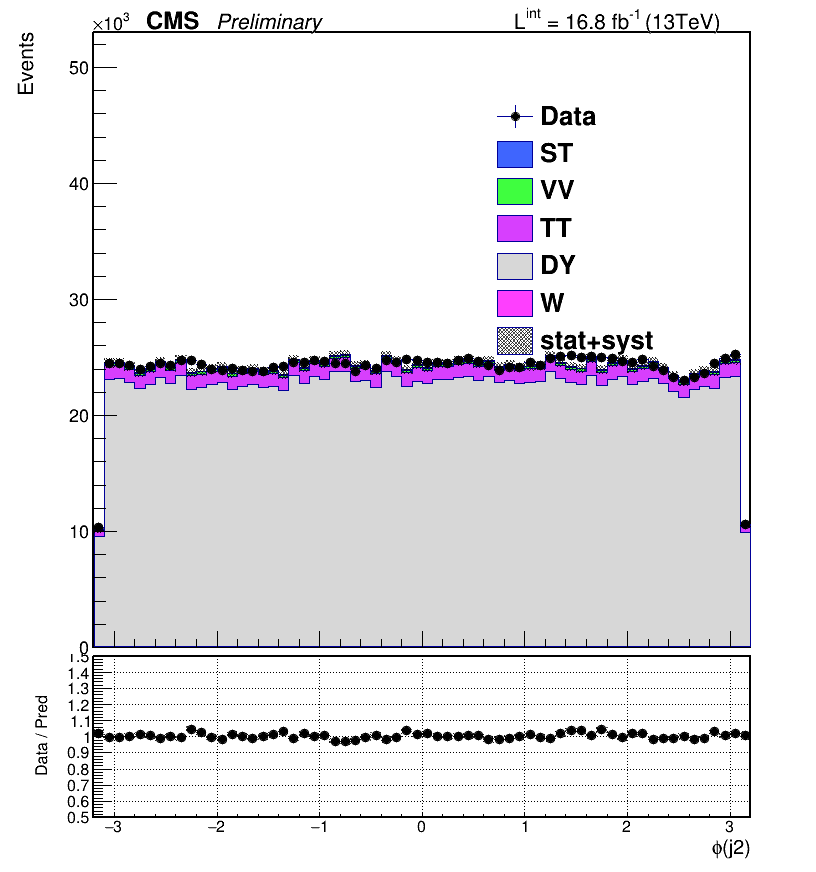 ×10³ CMS Preliminary L^int = 16.8 fb⁻¹ (13TeV)
Events
50
40
30
20
10
0
Data
ST
VV
TT
DY
W
stat+syst
Data / Pred
1.5
1.4
1.3
1.2
1.1
1
0.9
0.8
0.7
0.6
0.5
−3 −2 −1 0 1 2 3
ϕ(j2)